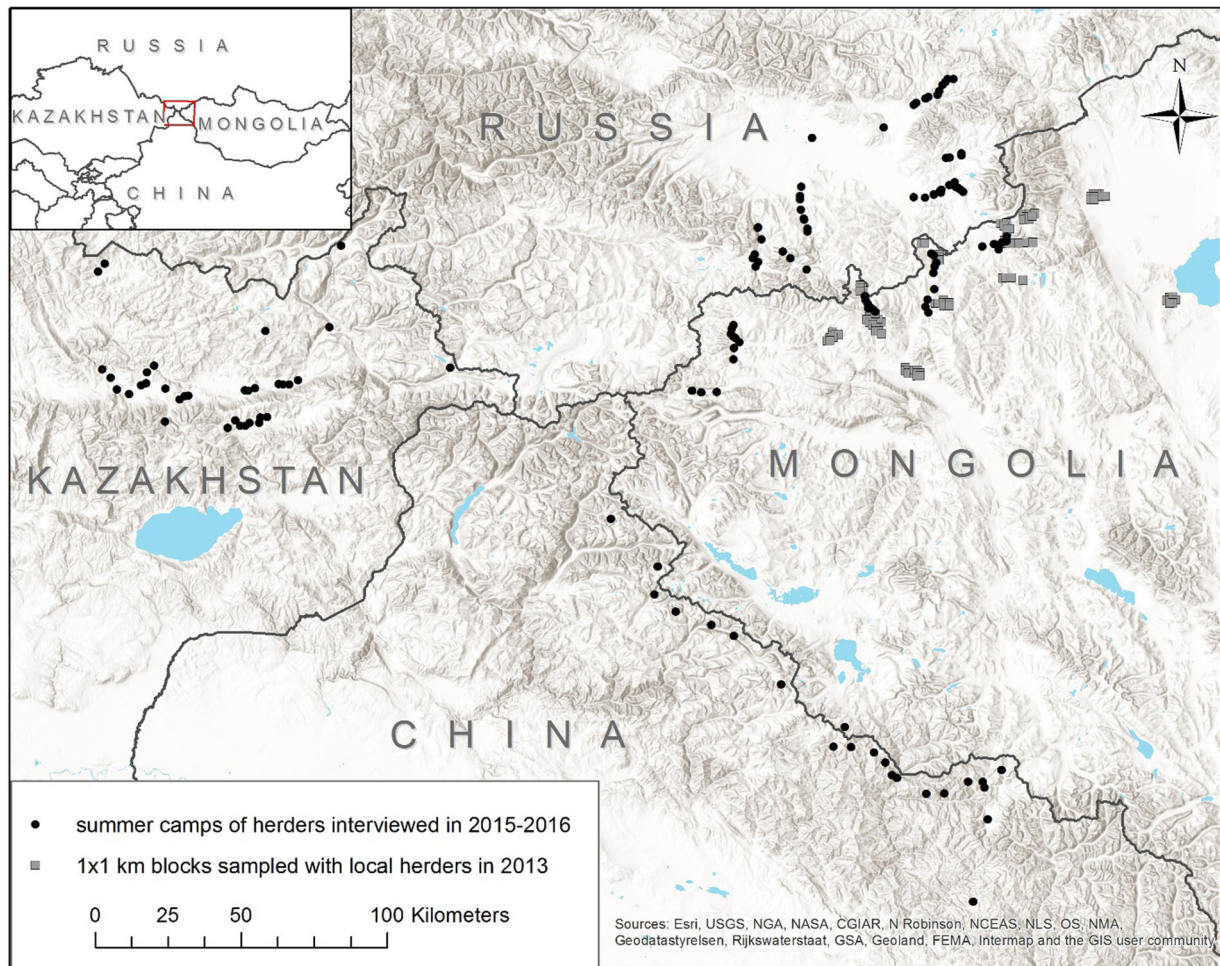 RUSSIA
KAZAKHSTAN
MONGOLIA
CHINA
RUSSIA
N
KAZAKHSTAN
MONGOLIA
CHINA
summer camps of herders interviewed in 2015-2016
1x1 km blocks sampled with local herders in 2013
0 25 50 100 Kilometers
Sources: Esri, USGS, NGA, NASA, CGIAR, N Robinson, NCEAS, NLS, OS, NMA,
Geodatastyrelsen, Rijkswaterstaat, GSA, Geoland, FEMA, Intermap and the GIS user community